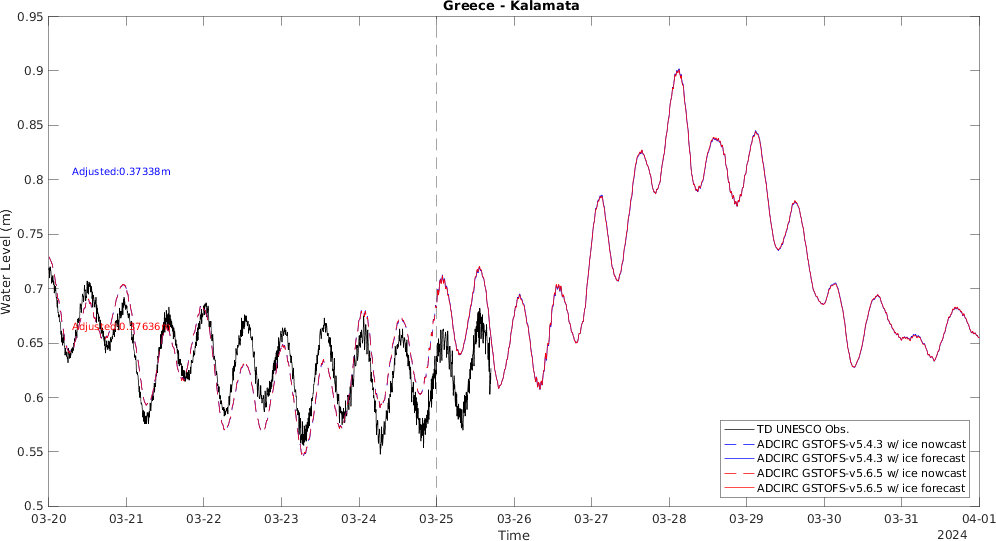 Greece - Kalamata
0.95
0.9
0.85
0.8
0.75
0.7
0.65
0.6
0.55
0.5
Water Level (m)
Adjusted:0.37338m
Adjusted:0.37636m
TD UNESCO Obs.
ADCIRC GSTOFS-v5.4.3 w/ ice nowcast
ADCIRC GSTOFS-v5.4.3 w/ ice forecast
ADCIRC GSTOFS-v5.6.5 w/ ice nowcast
ADCIRC GSTOFS-v5.6.5 w/ ice forecast
03-20 03-21 03-22 03-23 03-24 03-25 03-26 03-27 03-28 03-29 03-30 03-31 04-01
Time
2024